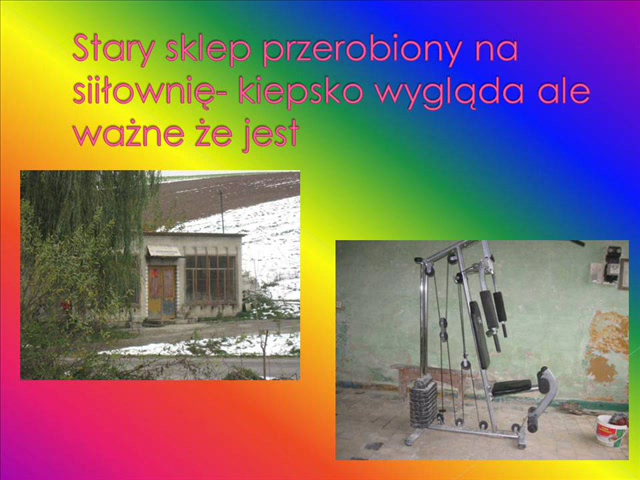 Stary sklep przerobiony na
siiłownię- kiepsko wygląda ale
ważne że jest